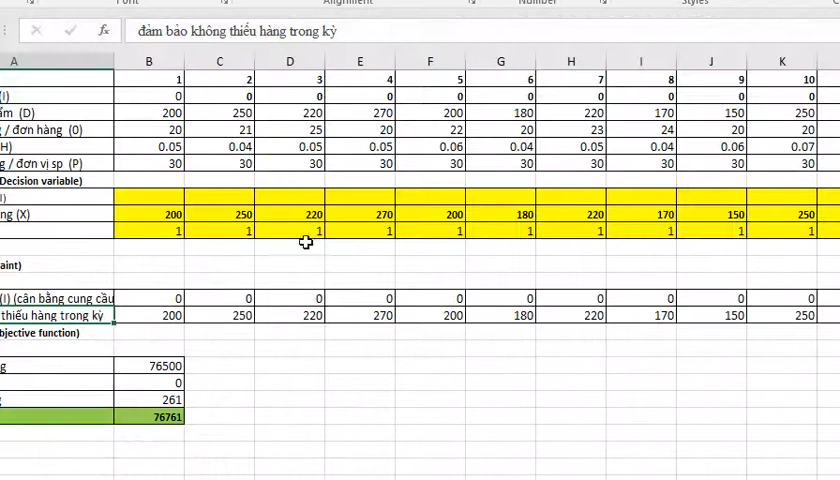 Font Alignment Number Styles
fx đảm bảo không thiếu hàng trong kỳ
A B C D E F G H I J K
1 2 3 4 5 6 7 8 9 10
(I) 0 0 0 0 0 0 0 0 0 0
ẩm (D) 200 250 220 270 200 180 220 170 150 250
g / đơn hàng (0) 20 21 25 20 22 20 23 24 20 20
H) 0.05 0.04 0.05 0.05 0.06 0.04 0.05 0.04 0.06 0.07
g / đơn vị sp (P) 30 30 30 30 30 30 30 30 30 30
Decision variable)
I)
ng (X) 200 250 220 270 200 180 220 170 150 250
1 1 1 1 1 1 1 1 1 1
aint)
(I) (cân bằng cung cầu 0 0 0 0 0 0 0 0 0 0
thiếu hàng trong kỳ 200 250 220 270 200 180 220 170 150 250
bjective function)
g 76500
0
g 261
76761